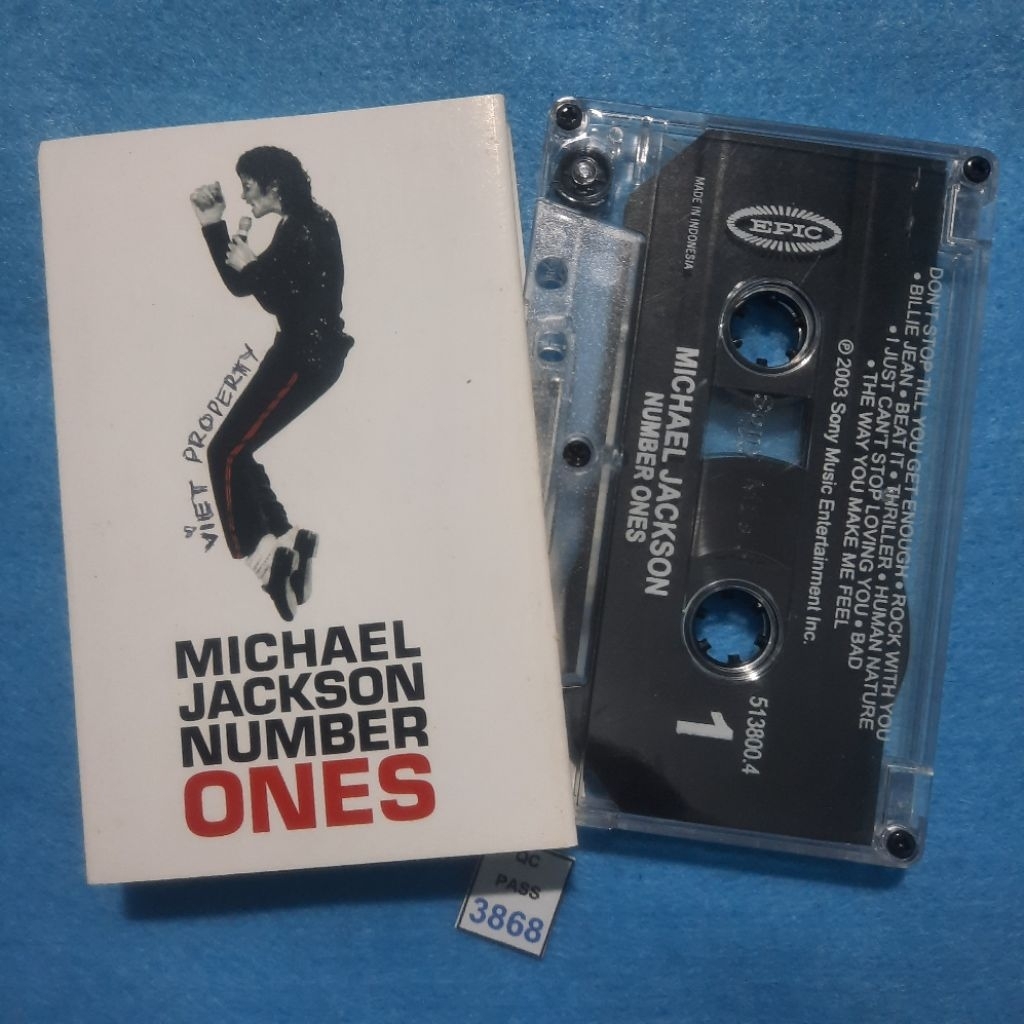 VIET PROPERTY
MICHAEL
JACKSON
NUMBER
ONES
QC
PASS
3868
EPIC
MADE IN INDONESIA
MICHAEL JACKSON
NUMBER ONES
1
513800.4
DON'T STOP TILL YOU GET ENOUGH • ROCK WITH YOU
• BILLIE JEAN • BEAT IT • THRILLER • HUMAN NATURE
• I JUST CAN'T STOP LOVING YOU • BAD
• THE WAY YOU MAKE ME FEEL
℗ 2003 Sony Music Entertainment Inc.